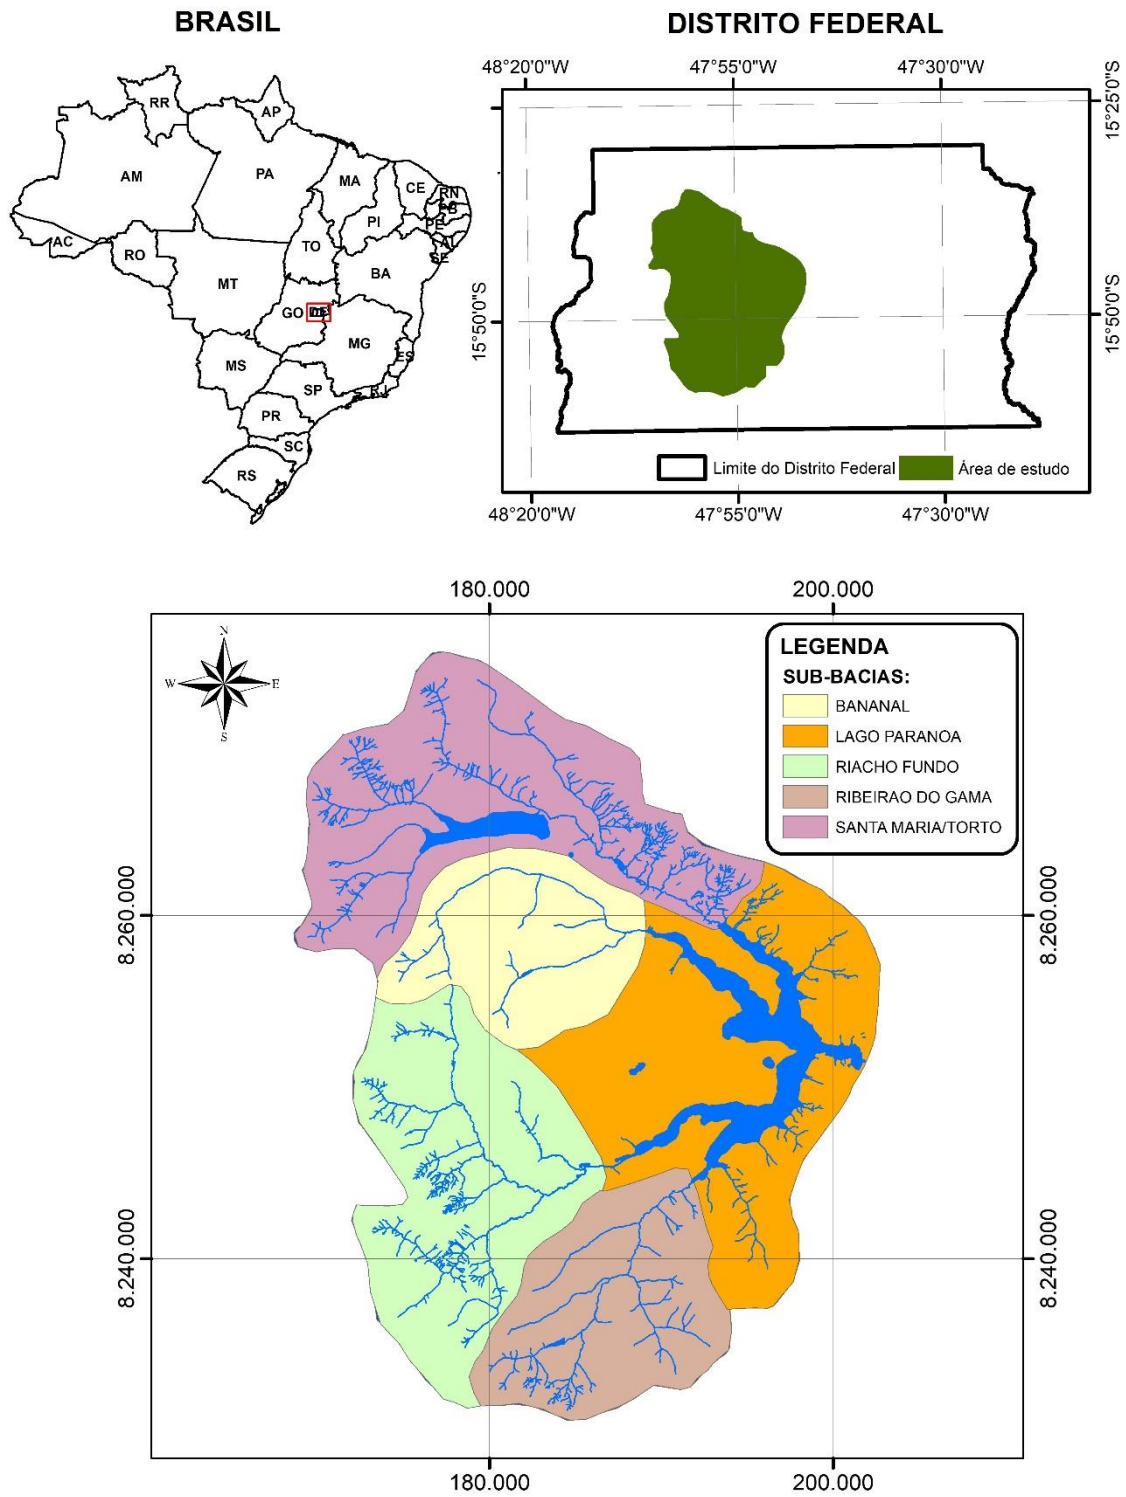 BRASIL
RR
AP
AM
PA
MA
CE
RN
PB
PI
PE
AC
AL
TO
SE
RO
BA
MT
GO
DF
MG
ES
MS
SP
RJ
PR
SC
RS
DISTRITO FEDERAL
48°20'0"W 47°55'0"W 47°30'0"W
15°25'0"S
15°50'0"S
15°50'0"S
Limite do Distrito Federal Área de estudo
48°20'0"W 47°55'0"W 47°30'0"W
180.000 200.000
N
W E
S
LEGENDA
SUB-BACIAS:
BANANAL
LAGO PARANOA
RIACHO FUNDO
RIBEIRAO DO GAMA
SANTA MARIA/TORTO
8.260.000 8.260.000
8.240.000 8.240.000
180.000 200.000